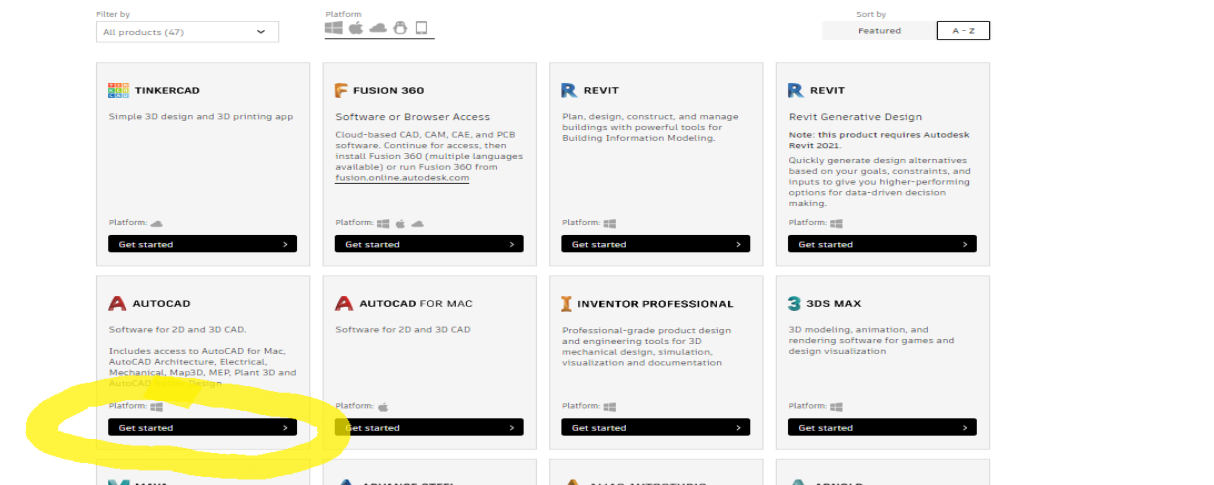 Filter by
All products (47)
Platform
Sort by
Featured
A - Z
TINKERCAD
Simple 3D design and 3D printing app
Platform:
Get started >
FUSION 360
Software or Browser Access
Cloud-based CAD, CAM, CAE, and PCB
software. Continue for access, then
install Fusion 360 (multiple languages
available) or run Fusion 360 from
fusion.online.autodesk.com
Platform:
Get started >
REVIT
Plan, design, construct, and manage
buildings with powerful tools for
Building Information Modeling.
Platform:
Get started >
REVIT
Revit Generative Design
Note: this product requires Autodesk
Revit 2021.
Quickly generate design alternatives
based on your goals, constraints, and
inputs to give you higher-performing
options for data-driven decision
making.
Platform:
Get started >
AUTOCAD
Software for 2D and 3D CAD.
Includes access to AutoCAD for Mac,
AutoCAD Architecture, Electrical,
Mechanical, Map3D, MEP, Plant 3D and
AutoCAD Raster Design
Platform:
Get started >
AUTOCAD FOR MAC
Software for 2D and 3D CAD
Platform:
Get started >
INVENTOR PROFESSIONAL
Professional-grade product design
and engineering tools for 3D
mechanical design, simulation,
visualization and documentation
Platform:
Get started >
3DS MAX
3D modeling, animation, and
rendering software for games and
design visualization
Platform:
Get started >